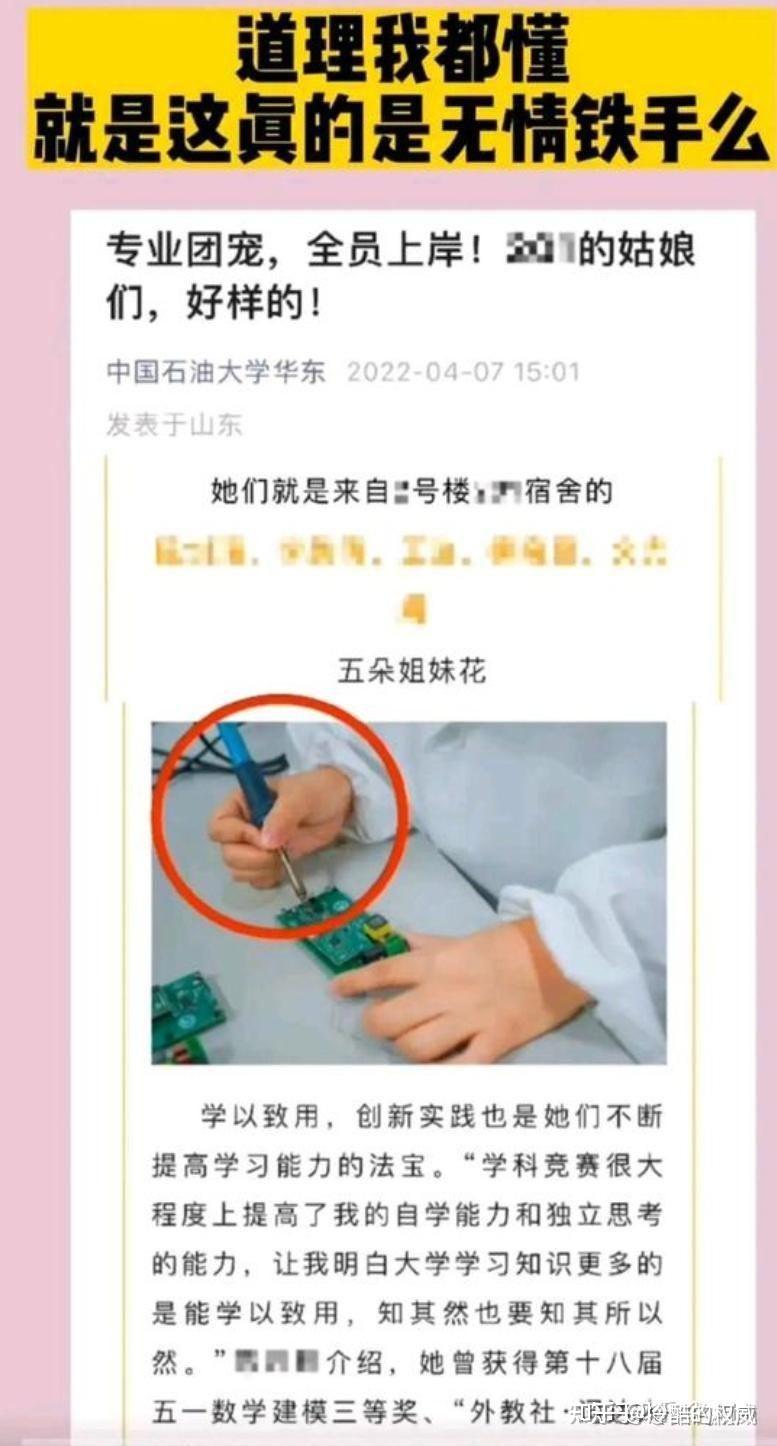 道理我都懂
就是这真的是无情铁手么
专业团宠，全员上岸！的姑娘
们，好样的！
中国石油大学华东 2022-04-07 15:01
发表于山东
她们就是来自号楼宿舍的
五朵姐妹花
学以致用，创新实践也是她们不断
提高学习能力的法宝。“学科竞赛很大
程度上提高了我的自学能力和独立思考
的能力，让我明白大学学习知识更多的
是能学以致用，知其然也要知其所以
然。”介绍，她曾获得第十八届
五一数学建模三等奖、“外教社·
知乎 @冷酷的权威